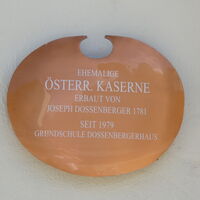 EHEMALIGE
ÖSTERR. KASERNE
ERBAUT VON
JOSEPH DOSSENBERGER 1781
SEIT 1979
GRUNDSCHULE DOSSENBERGERHAUS